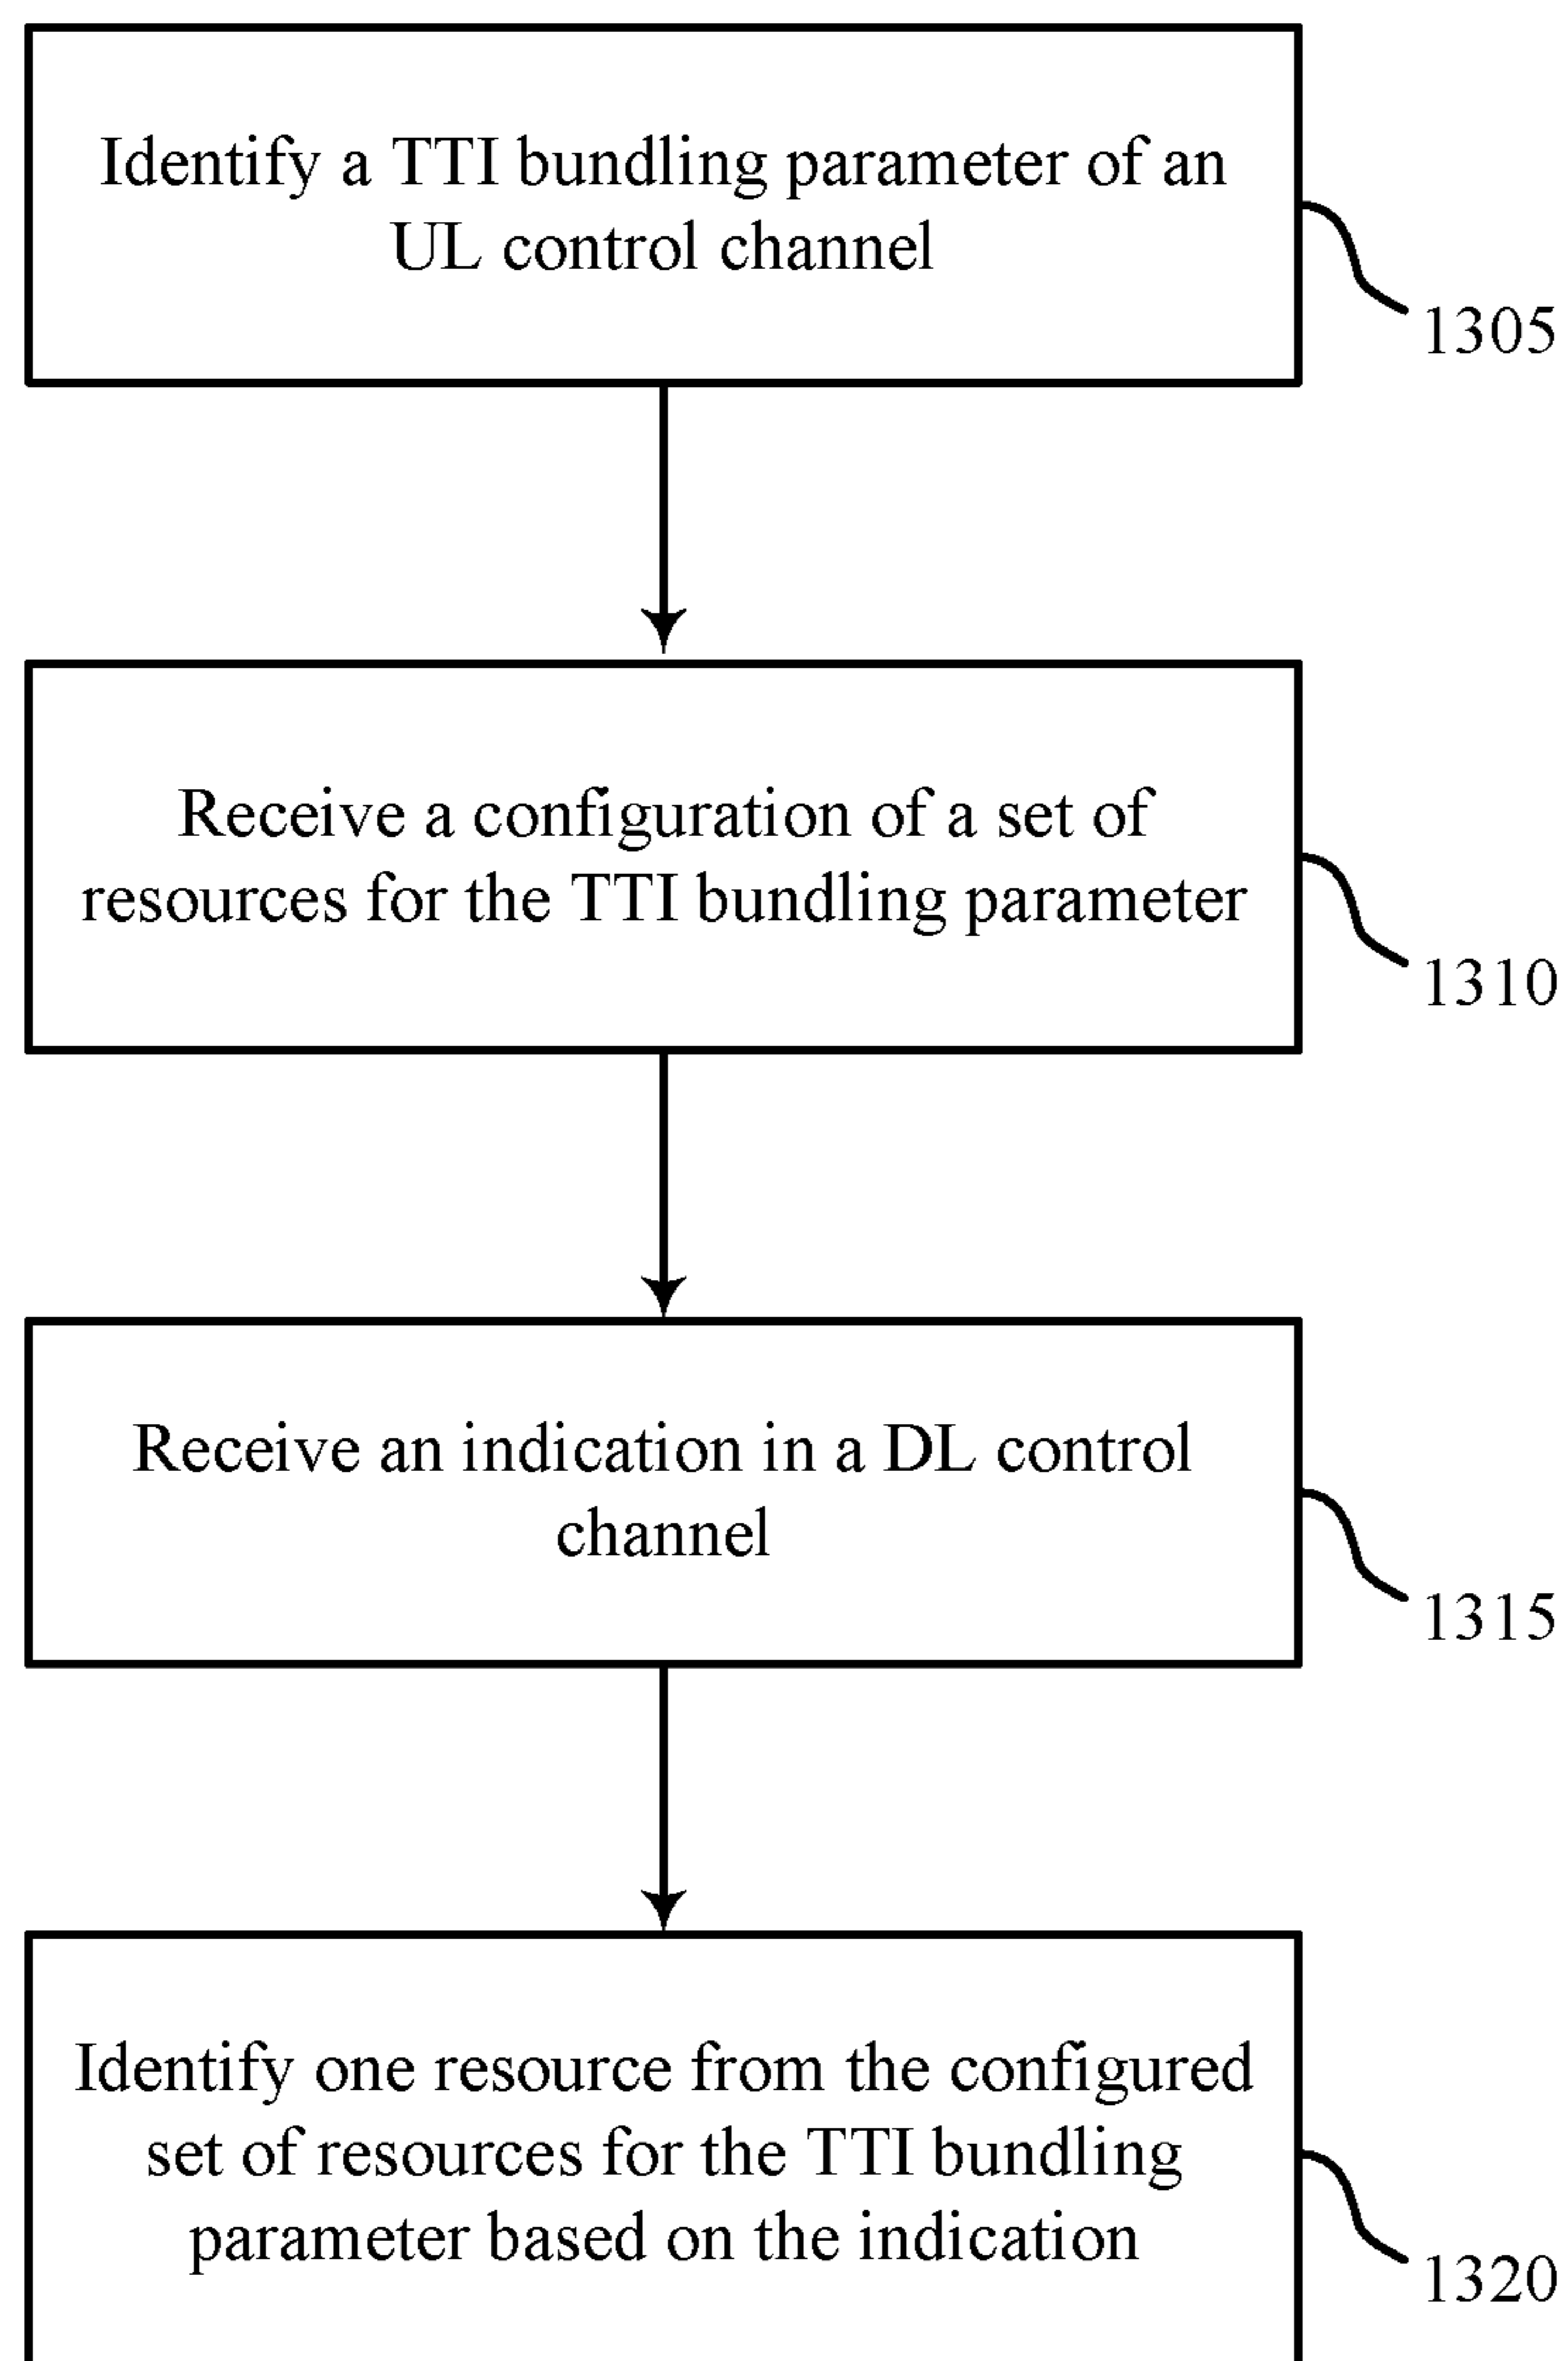 Identify a TTI bundling parameter of an
UL control channel
1305
Receive a configuration of a set of
resources for the TTI bundling parameter
1310
Receive an indication in a DL control
channel
1315
Identify one resource from the configured
set of resources for the TTI bundling
parameter based on the indication
1320